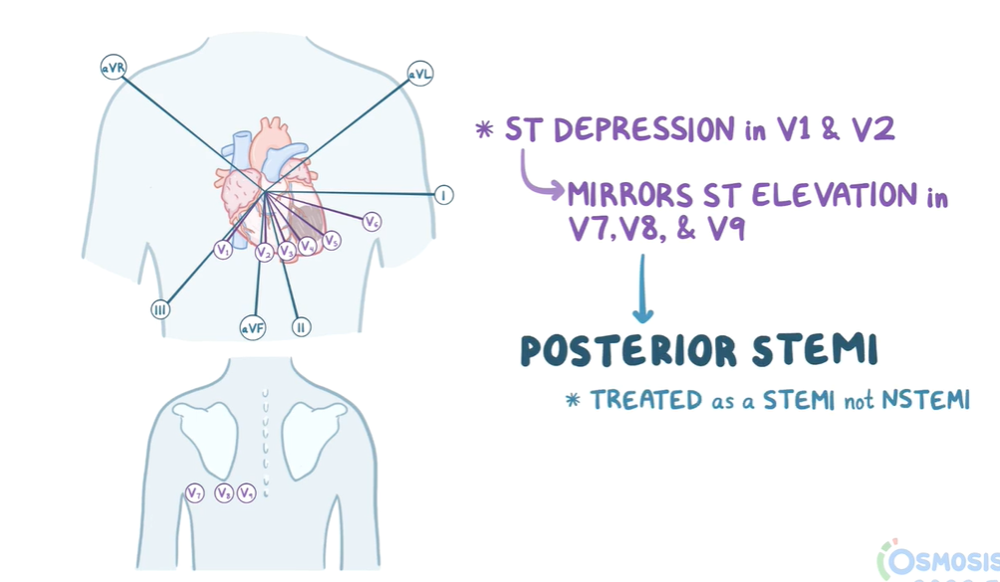 aVR
aVL
I
V6
V5
V4
V3
V2
V1
III
aVF
II
* ST DEPRESSION in V1 & V2
MIRRORS ST ELEVATION in
V7, V8, & V9
POSTERIOR STEMI
* TREATED as a STEMI not NSTEMI
V7
V8
V9
OSMOSIS